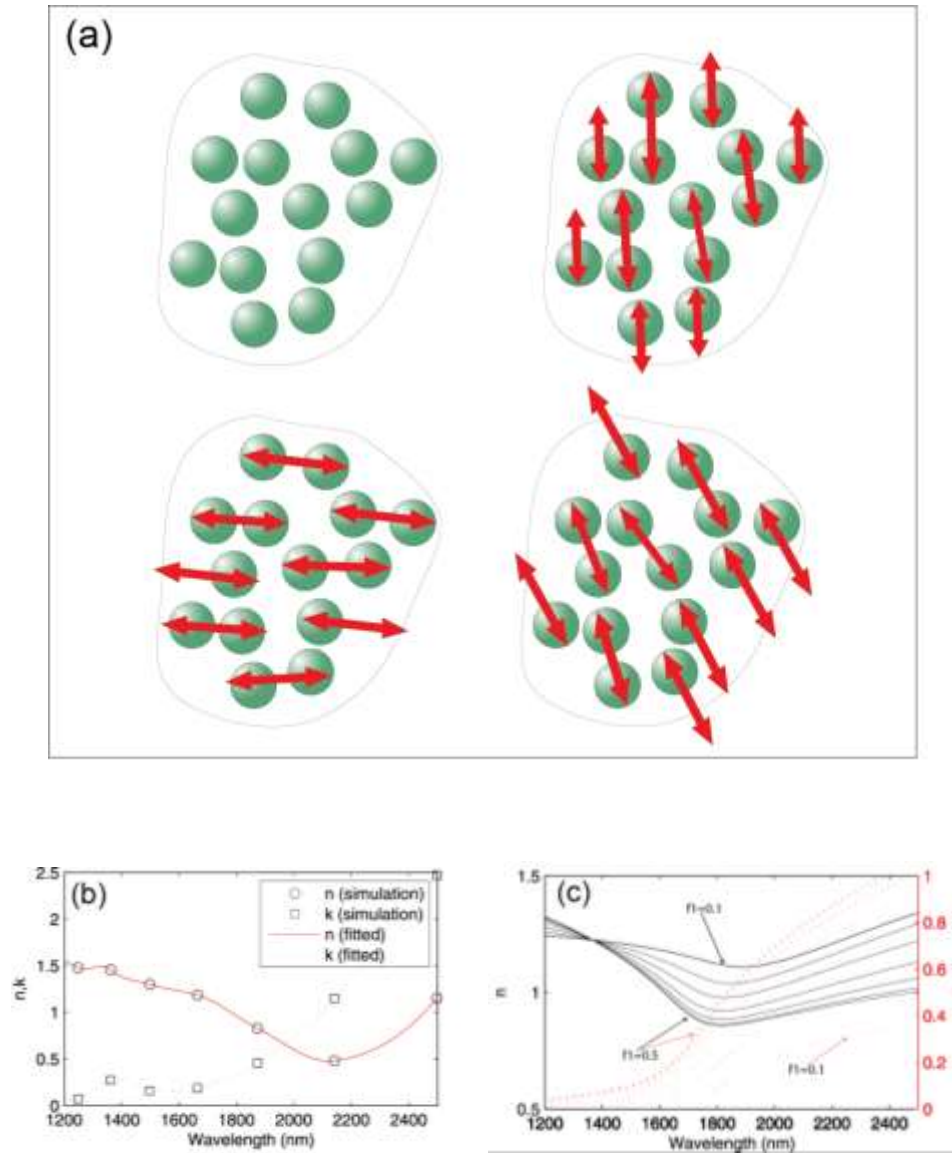 (a)
(b)
2.5
2
1.5
1
0.5
0
n,k
n (simulation)
k (simulation)
n (fitted)
k (fitted)
1200 1400 1600 1800 2000 2200 2400
Wavelength (nm)
(c)
1.5
1
0.5
n
f1=0.1
f1=0.5
f1=0.1
1
0.8
0.6
0.4
0.2
0
1200 1400 1600 1800 2000 2200 2400
Wavelength (nm)